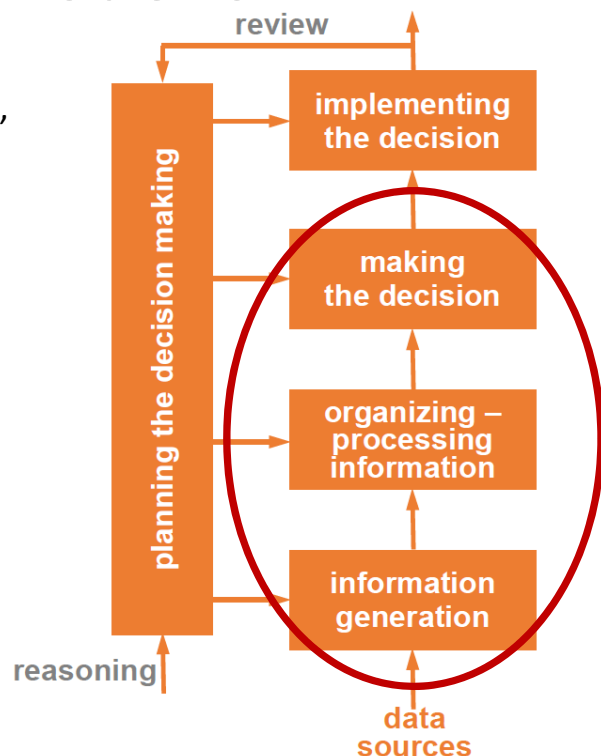 review
,
implementing
the decision
planning the decision making
making
the decision
organizing –
processing
information
information
generation
reasoning
data
sources